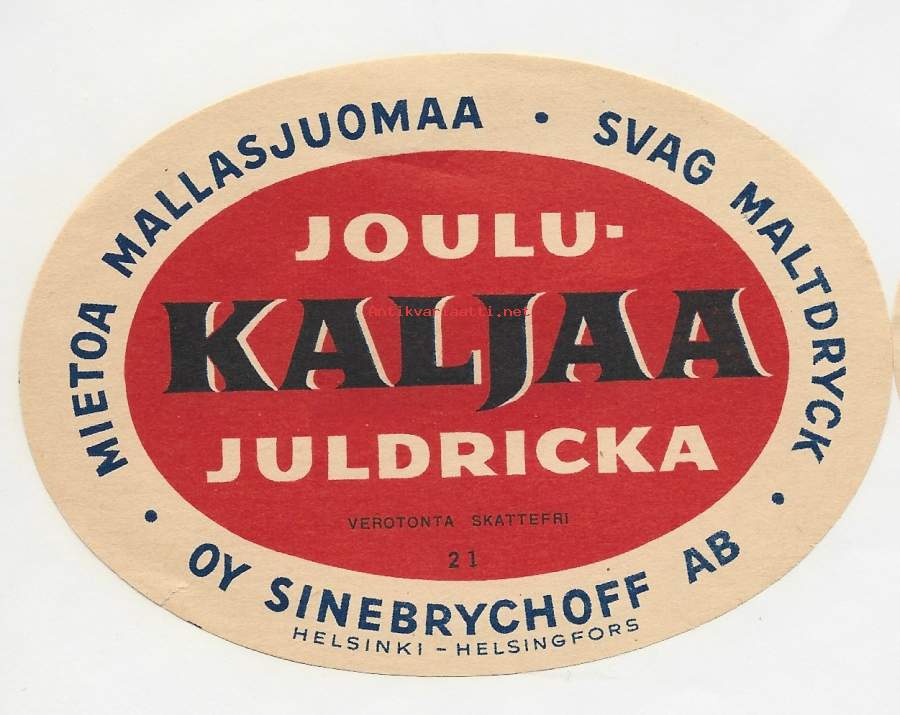 MIETOA MALLASJUOMAA • SVAG MALTDRYCK •
JOULU-
KALJAA
JULDRICKA
VEROTONTA SKATTEFRI
21
• OY SINEBRYCHOFF AB
HELSINKI – HELSINGFORS
Antikvariaatti.net